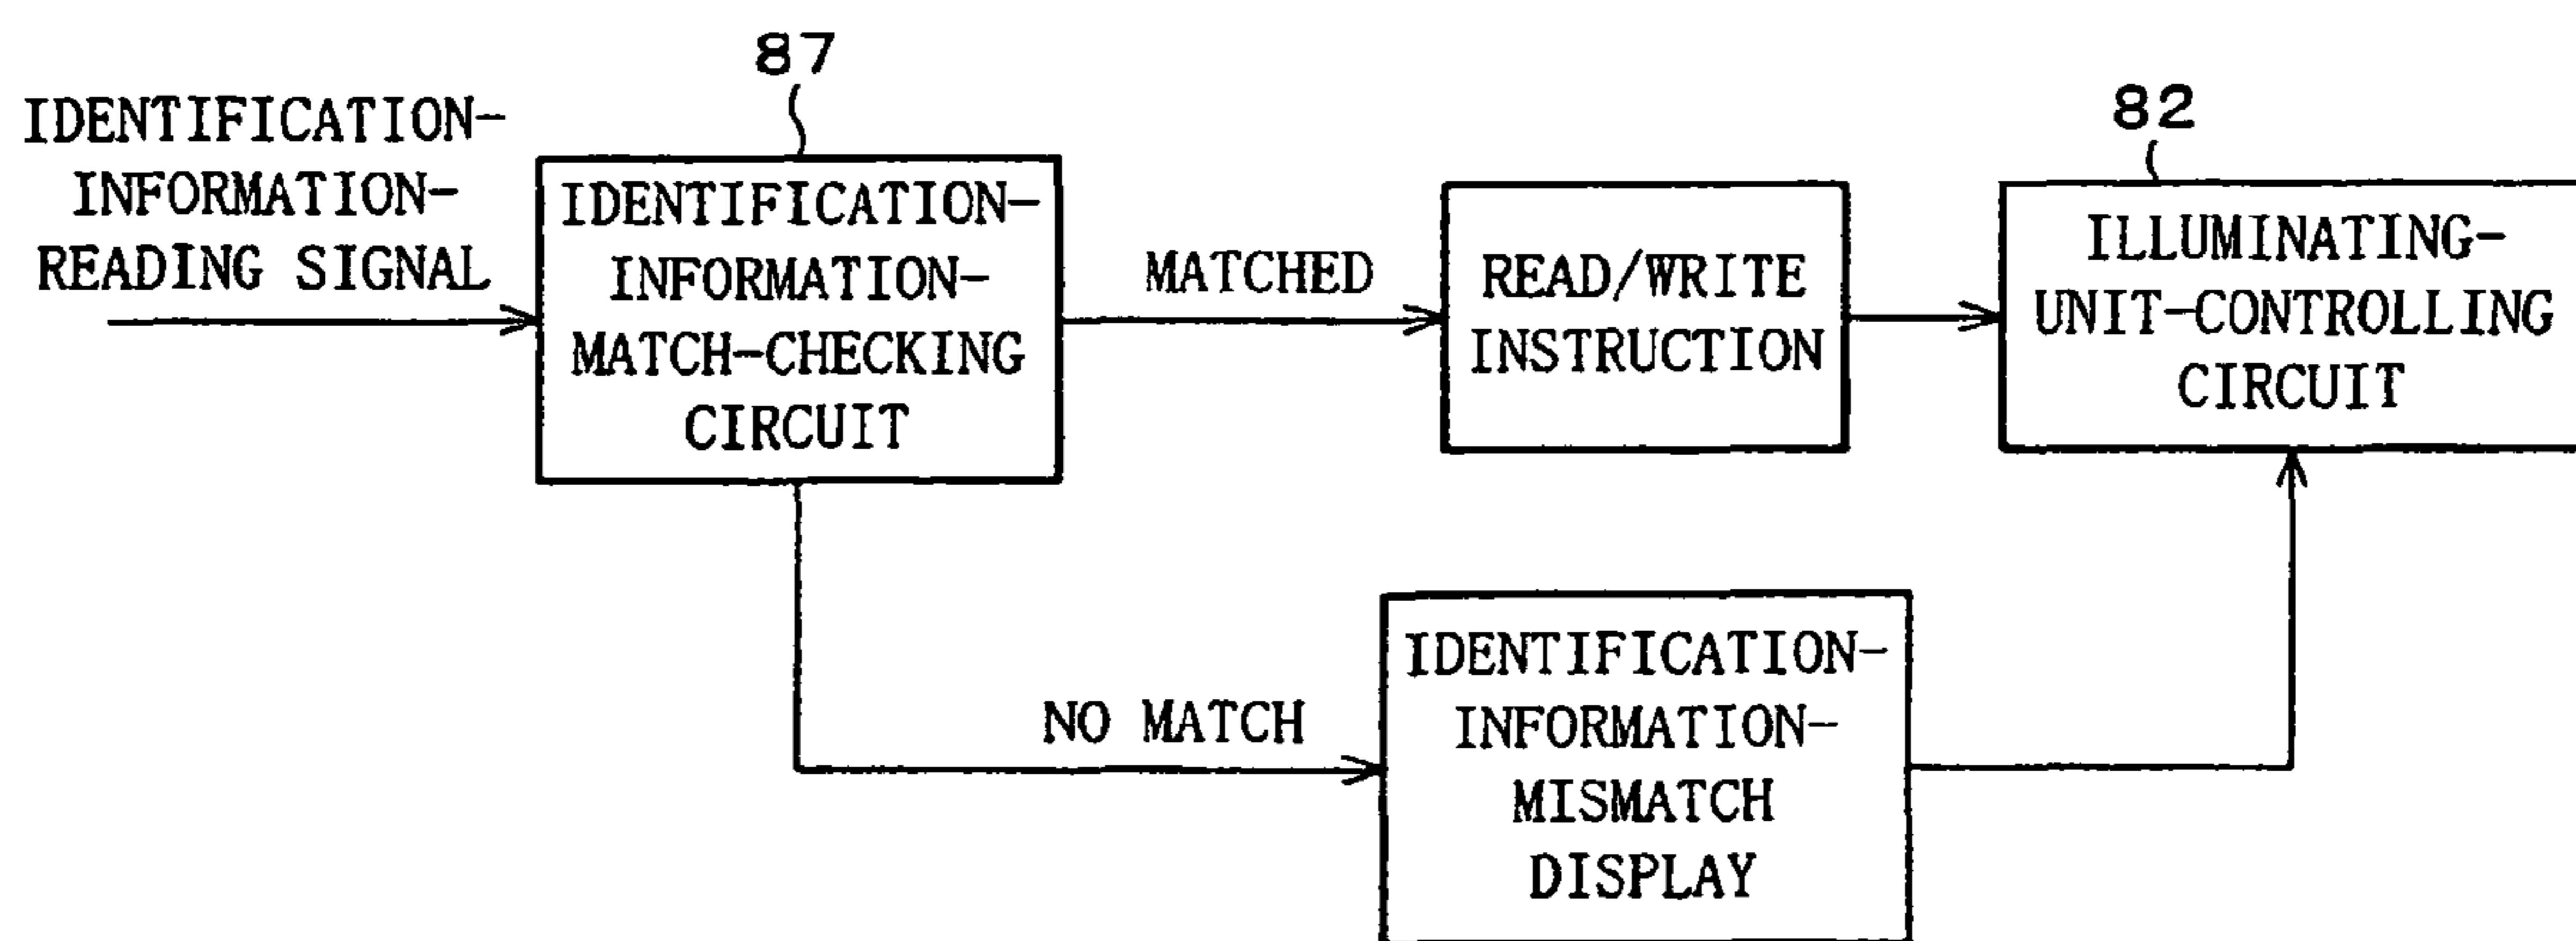 87
IDENTIFICATION-
INFORMATION-
READING SIGNAL
IDENTIFICATION-
INFORMATION-
MATCH-CHECKING
CIRCUIT
MATCHED
READ/WRITE
INSTRUCTION
82
ILLUMINATING-
UNIT-CONTROLLING
CIRCUIT
NO MATCH
IDENTIFICATION-
INFORMATION-
MISMATCH
DISPLAY